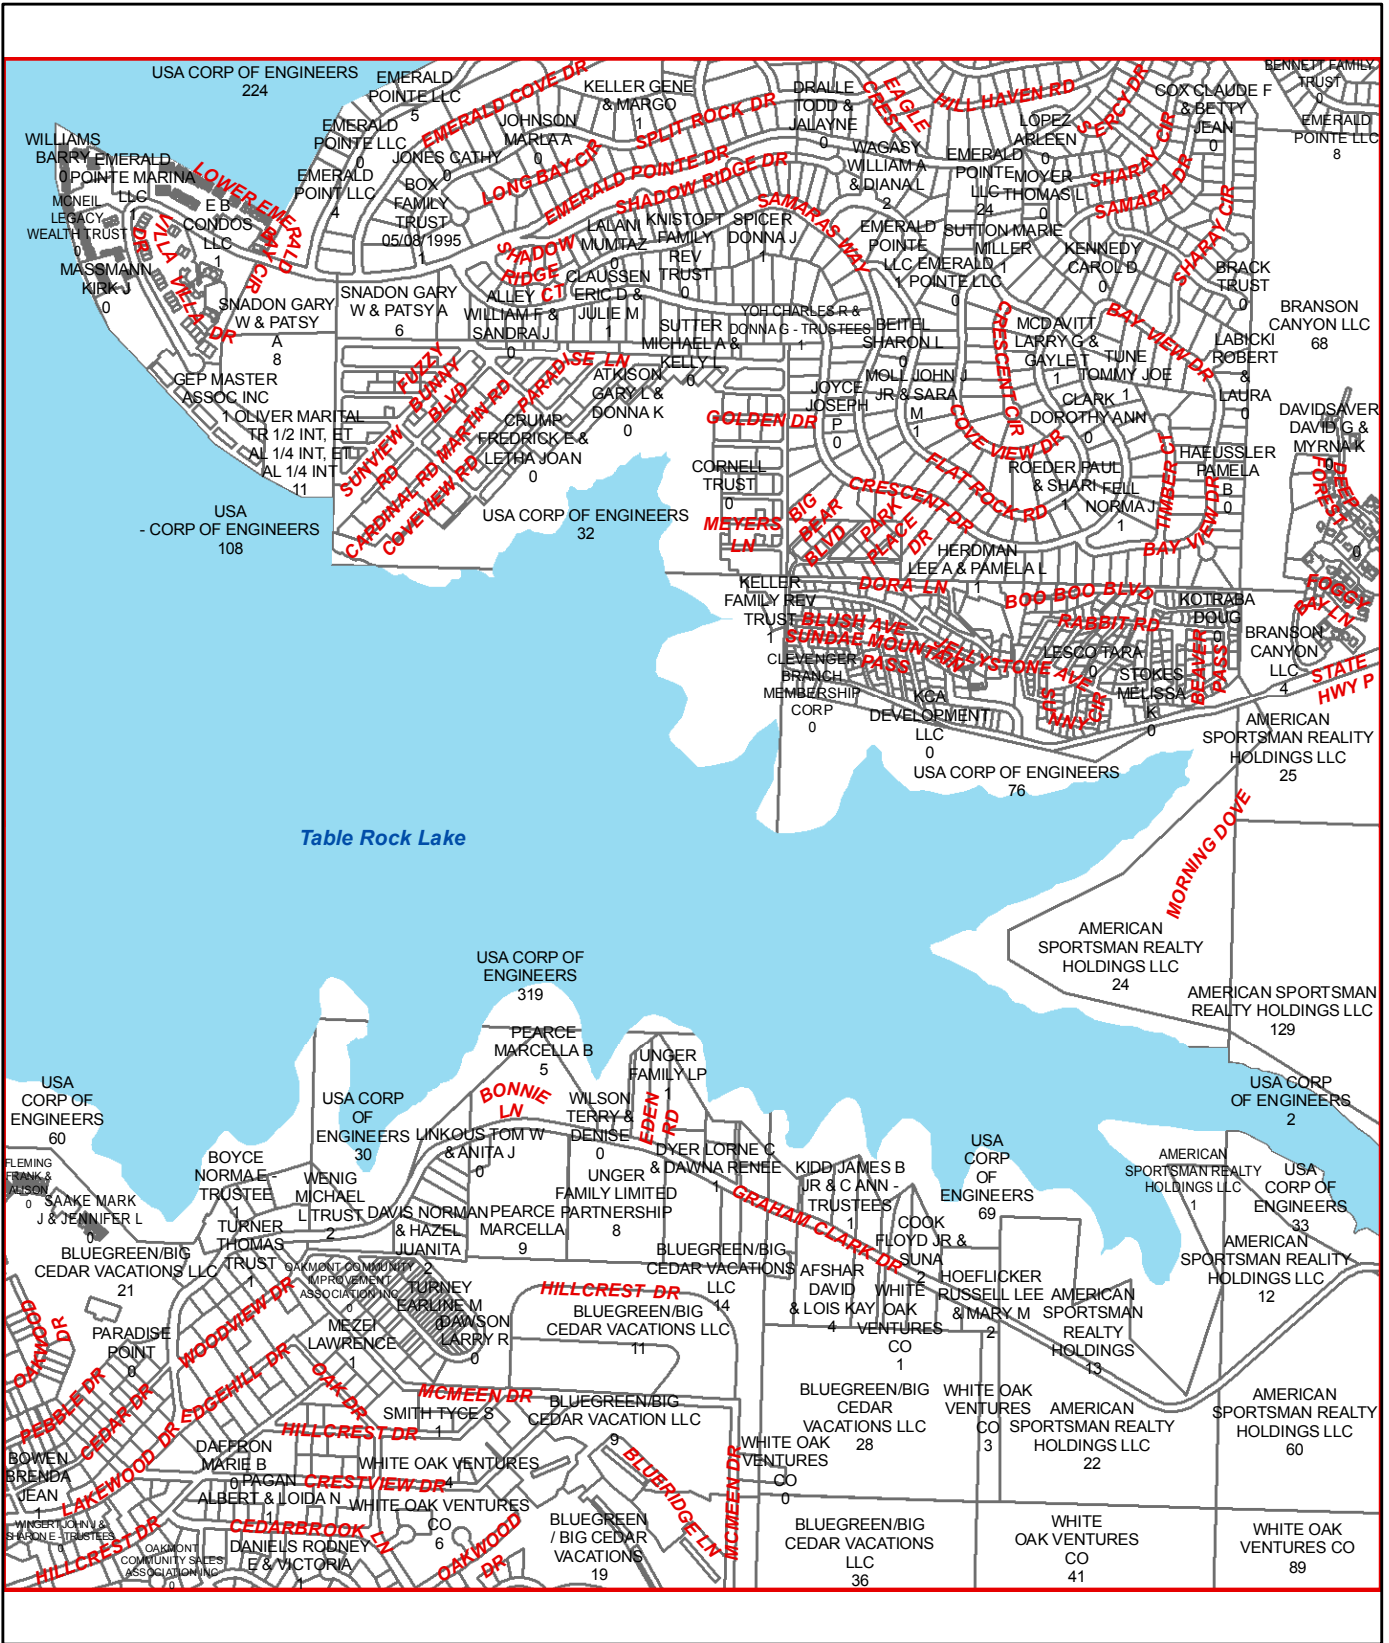 USA CORP OF ENGINEERS
224
EMERALD
POINTE LLC
5
EMERALD COVE DR
KELLER GENE
& MARGO
1
DRALLE
TODD &
JALAYNE
0
EAGLE
CREST
HILL HAVEN RD
COX CLAUDE F
& BETTY
JEAN
0
BENNETT FAMILY
TRUST
0
EMERALD
POINTE LLC
8
WILLIAMS
BARRY
0
EMERALD
POINTE MARINA
LLC
1
LOWER EMERALD
BAY CIR
EMERALD
POINTE LLC
0
EMERALD
POINT LLC
4
JONES CATHY
0
JOHNSON
MARLA A
0
SPLIT ROCK DR
LONG BAY CIR
EMERALD POINTE DR
SHADOW RIDGE DR
WAGASY
WILLIAM A
& DIANA L
2
LOPEZ
ARLEEN
0
EMERALD
POINTE
LLC
24
MOYER
THOMAS L
0
SHARAY CIR
SAMARA DR
SHARAY CIR
MCNEIL
LEGACY
WEALTH TRUST
0
MASSMANN
KIRK J
0
VILLA DR
VILLA DR
E B
CONDOS
LLC
1
BOX
FAMILY
TRUST
05/08/1995
1
SHADOW
RIDGE
CT
LALANI
MUMTAZ
0
KNISTOFT
FAMILY
REV
TRUST
0
SPICER
DONNA J
1
SAMARAS WAY
EMERALD
POINTE
LLC
1
SUTTON MARIE
MILLER
1
EMERALD
POINTE LLC
0
KENNEDY
CAROL D
0
BRACK
TRUST
0
BRANSON
CANYON LLC
68
SNADON GARY
W & PATSY
A
8
SNADON GARY
W & PATSY A
6
ALLEY
WILLIAM F &
SANDRA J
0
CLAUSSEN
ERIC D &
JULIE M
1
SUTTER
MICHAEL A &
KELLY L
0
YOH CHARLES R &
DONNA G - TRUSTEES
1
BEITEL
SHARON L
0
CRESCENT CIR
MCDAVITT
LARRY G &
GAYLE T
1
TUNE
TOMMY JOE
1
BAY VIEW DR
LABICKI
ROBERT
&
LAURA
0
GEP MASTER
ASSOC INC
1
FUZZY
BUNNY
BLVD
PARADISE LN
ATKISON
GARY L &
DONNA K
0
MOLL JOHN J
JR & SARA
M
1
JOYCE
JOSEPH
P
0
CLARK
DOROTHY ANN
0
COVE VIEW DR
DAVIDSAVER
DAVID G &
MYRNA K
0
OLIVER MARITAL
TR 1/2 INT, ET
AL 1/4 INT, ET
AL 1/4 INT
11
SUNVIEW
RD
CARDINAL RD
MARTIN RD
COVEVIEW RD
CRUMP
FREDRICK E &
LETHA JOAN
0
GOLDEN DR
CORNELL
TRUST
0
FLAT ROCK RD
ROEDER PAUL
& SHARI
1
FELL
NORMA J
1
TIMBER CT
HAEUSSLER
PAMELA
B
0
DEEP
FOREST
0
USA
- CORP OF ENGINEERS
108
USA CORP OF ENGINEERS
32
MEYERS
LN
BIG
BEAR
BLVD
CRESCENT DR
PARK
PLACE
DR
BAY VIEW DR
HERDMAN
LEE A & PAMELA L
1
KELLER
FAMILY REV
TRUST
1
DORA LN
BOO BOO BLVD
KOTRABA
DOUG
0
FOGGY
BAY LN
BLUSH AVE
SUNDAE MOUNTAIN
PASS
JELLYSTONE AVE
RABBIT RD
LESCO TARA
0
BEAVER
PASS
BRANSON
CANYON
LLC
4
STATE
HWY P
CLEVENGER
BRANCH
MEMBERSHIP
CORP
0
KCA
DEVELOPMENT
LLC
0
SUNNY CIR
STOKES
MELISSA
K
0
AMERICAN
SPORTSMAN REALITY
HOLDINGS LLC
25
USA CORP OF ENGINEERS
76
Table Rock Lake
MORNING DOVE
AMERICAN
SPORTSMAN REALTY
HOLDINGS LLC
24
AMERICAN SPORTSMAN
REALTY HOLDINGS LLC
129
USA CORP OF
ENGINEERS
319
PEARCE
MARCELLA B
5
UNGER
FAMILY LP
1
USA
CORP OF
ENGINEERS
60
USA CORP
OF
ENGINEERS
30
BONNIE
LN
WILSON
TERRY &
DENISE
0
EDEN
RD
USA CORP
OF ENGINEERS
2
FLEMING
FRANK &
ALISON
0
BOYCE
NORMA E -
TRUSTEE
1
LINKOUS TOM W
& ANITA J
0
DYER LORNE C
& DAWNA RENEE
1
KIDD JAMES B
JR & C ANN -
TRUSTEES
1
USA
CORP
OF
ENGINEERS
69
AMERICAN
SPORTSMAN REALTY
HOLDINGS LLC
1
USA
CORP OF
ENGINEERS
33
SAAKE MARK
J & JENNIFER L
0
WENIG
MICHAEL
L TRUST
2
DAVIS NORMAN
& HAZEL
JUANITA
2
PEARCE
MARCELLA
9
UNGER
FAMILY LIMITED
PARTNERSHIP
8
GRAHAM CLARK DR
COOK
FLOYD JR &
SUNA
2
TURNER
THOMAS
TRUST
1
BLUEGREEN/BIG
CEDAR VACATIONS LLC
21
OAKMONT COMMUNITY
IMPROVEMENT
ASSOCIATION INC
0
BLUEGREEN/BIG
CEDAR VACATIONS
LLC
14
AFSHAR
DAVID
& LOIS KAY
4
WHITE
OAK
VENTURES
CO
1
HOEFLICKER
RUSSELL LEE
& MARY M
2
AMERICAN
SPORTSMAN
REALTY
HOLDINGS
13
AMERICAN
SPORTSMAN REALITY
HOLDINGS LLC
12
OAKWOOD
DR
PARADISE
POINT
0
WOODVIEW DR
TURNEY
EARLINE M
0
DAWSON
LARRY R
0
MEZEI
LAWRENCE
1
HILLCREST DR
BLUEGREEN/BIG
CEDAR VACATIONS LLC
11
PEBBLE DR
CEDAR DR
EDGEHILL DR
OAK DR
MCMEEN DR
SMITH TYCE S
1
BLUEGREEN/BIG
CEDAR VACATION LLC
9
BLUEGREEN/BIG
CEDAR
VACATIONS LLC
28
WHITE OAK
VENTURES
CO
3
AMERICAN
SPORTSMAN REALTY
HOLDINGS LLC
22
AMERICAN
SPORTSMAN REALTY
HOLDINGS LLC
60
BOWEN
BRENDA
JEAN
1
LAKEWOOD DR
HILLCREST DR
DAFFRON
MARIE B
0
WHITE OAK VENTURES
4
BLUERIDGE LN
MCMEEN DR
WHITE OAK
VENTURES
CO
0
PAGAN
ALBERT & LOIDA N
1
CRESTVIEW DR
WHITE OAK VENTURES
CO
6
WINGERT JOHN J &
SHARON E - TRUSTEES
0
HILLCREST DR
OAKMONT
COMMUNITY SALES
ASSOCIATION INC
0
CEDARBROOK LN
DANIELS RODNEY
E & VICTORIA
1
OAKWOOD
DR
BLUEGREEN
/ BIG CEDAR
VACATIONS
19
BLUEGREEN/BIG
CEDAR VACATIONS
LLC
36
WHITE
OAK VENTURES
CO
41
WHITE OAK
VENTURES CO
89